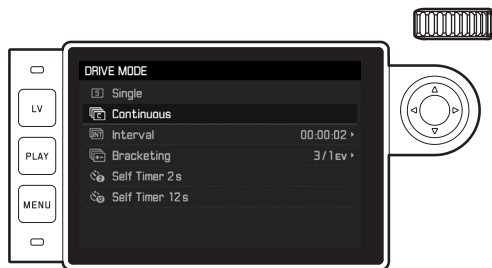 DRIVE MODE
S Single
C Continuous
INT Interval 00:00:02
Bracketing 3/1EV
Self Timer 2s
Self Timer 12s
LV
PLAY
MENU